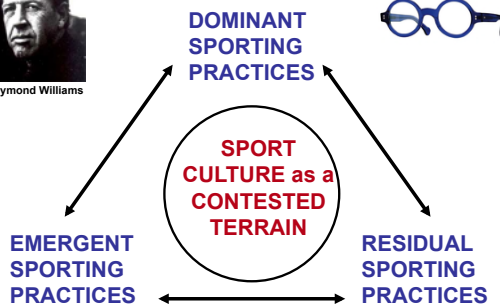 DOMINANT
SPORTING
PRACTICES
ymond Williams
SPORT
CULTURE as a
CONTESTED
TERRAIN
EMERGENT
SPORTING
PRACTICES
RESIDUAL
SPORTING
PRACTICES